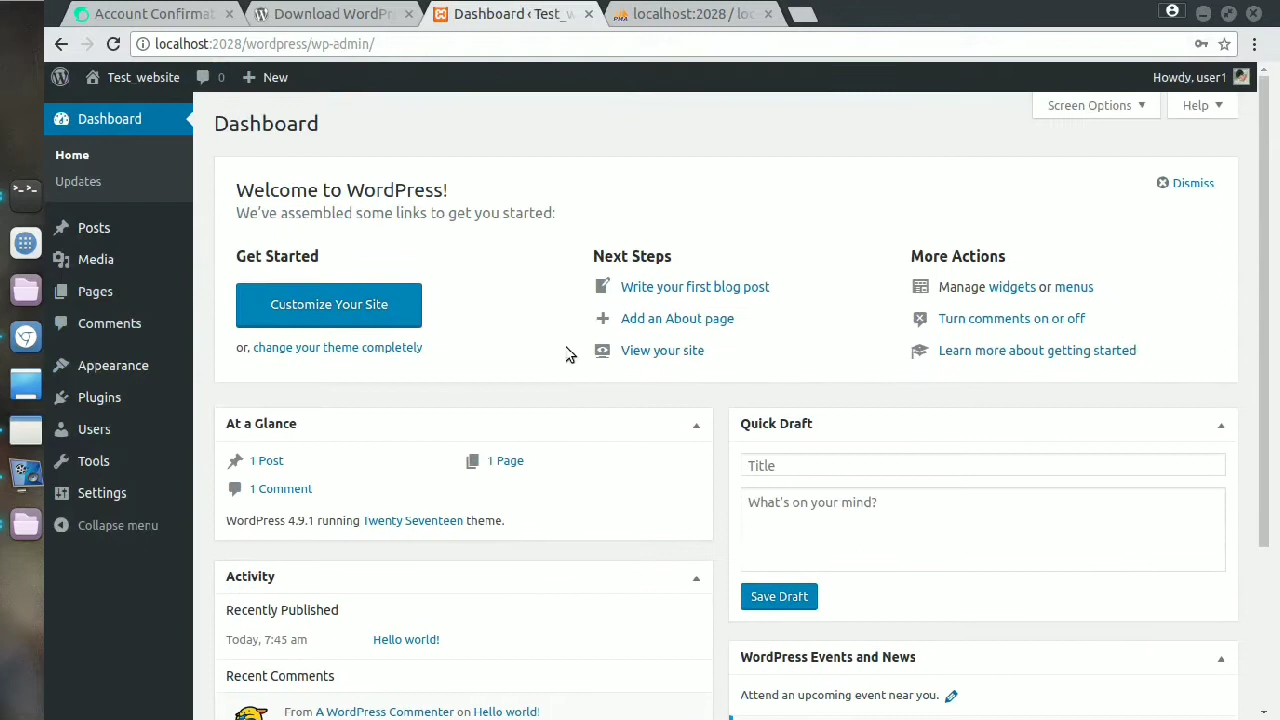 Account Confirmat
Download WordPr
Dashboard ‹ Test_w
localhost:2028 / loc
localhost:2028/wordpress/wp-admin/
Test_website
0
New
Howdy, user1
Dashboard
Home
Updates
Posts
Media
Pages
Comments
Appearance
Plugins
Users
Tools
Settings
Collapse menu
Screen Options
Help
Dashboard
Welcome to WordPress!
We've assembled some links to get you started:
Dismiss
Get Started
Customize Your Site
or, change your theme completely
Next Steps
Write your first blog post
Add an About page
View your site
More Actions
Manage widgets or menus
Turn comments on or off
Learn more about getting started
At a Glance
1 Post
1 Page
1 Comment
WordPress 4.9.1 running Twenty Seventeen theme.
Activity
Recently Published
Today, 7:45 am
Hello world!
Recent Comments
From A WordPress Commenter on Hello world!
Quick Draft
Title
What's on your mind?
Save Draft
WordPress Events and News
Attend an upcoming event near you.